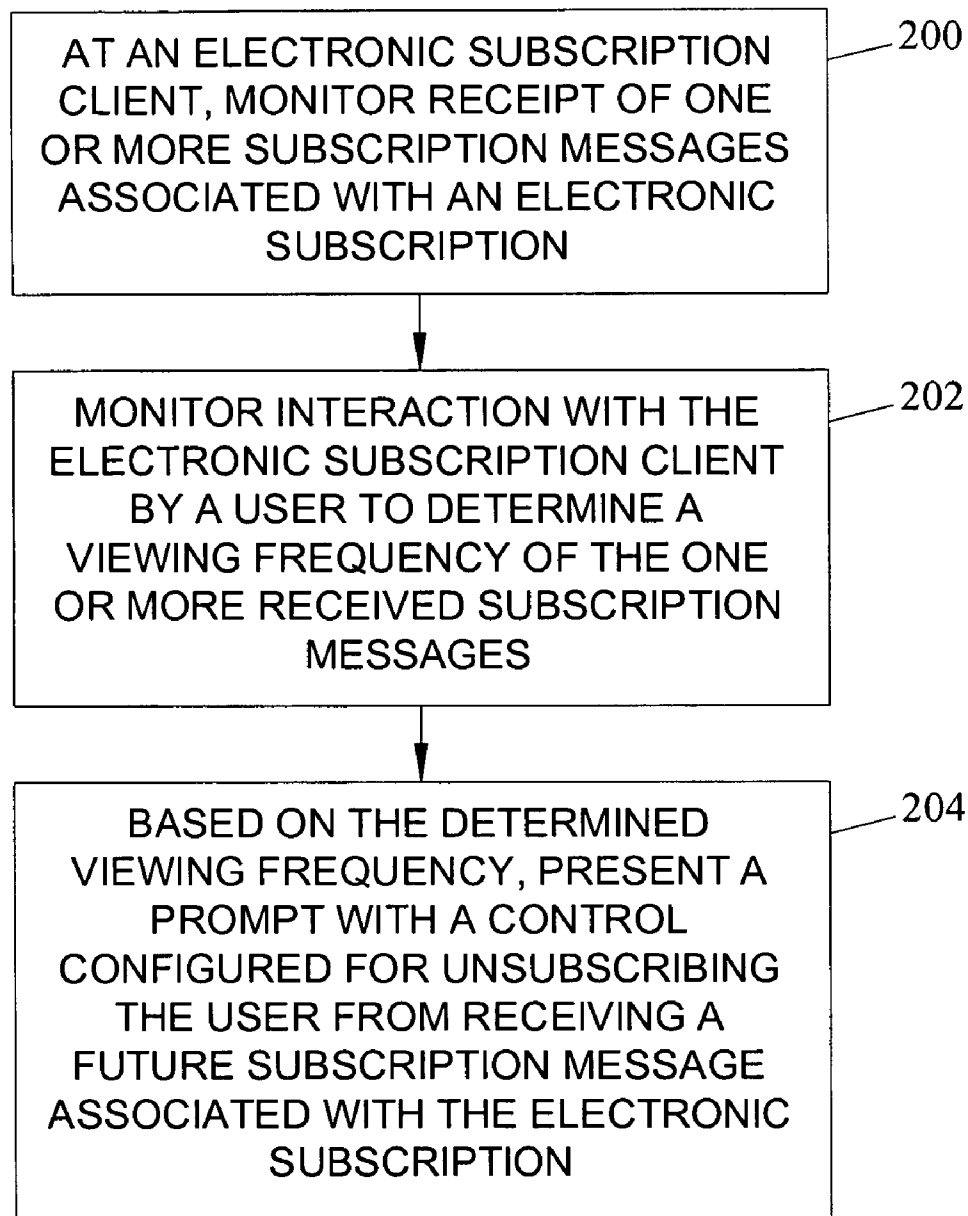 AT AN ELECTRONIC SUBSCRIPTION
CLIENT, MONITOR RECEIPT OF ONE
OR MORE SUBSCRIPTION MESSAGES
ASSOCIATED WITH AN ELECTRONIC
SUBSCRIPTION
200
MONITOR INTERACTION WITH THE
ELECTRONIC SUBSCRIPTION CLIENT
BY A USER TO DETERMINE A
VIEWING FREQUENCY OF THE ONE
OR MORE RECEIVED SUBSCRIPTION
MESSAGES
202
BASED ON THE DETERMINED
VIEWING FREQUENCY, PRESENT A
PROMPT WITH A CONTROL
CONFIGURED FOR UNSUBSCRIBING
THE USER FROM RECEIVING A
FUTURE SUBSCRIPTION MESSAGE
ASSOCIATED WITH THE ELECTRONIC
SUBSCRIPTION
204